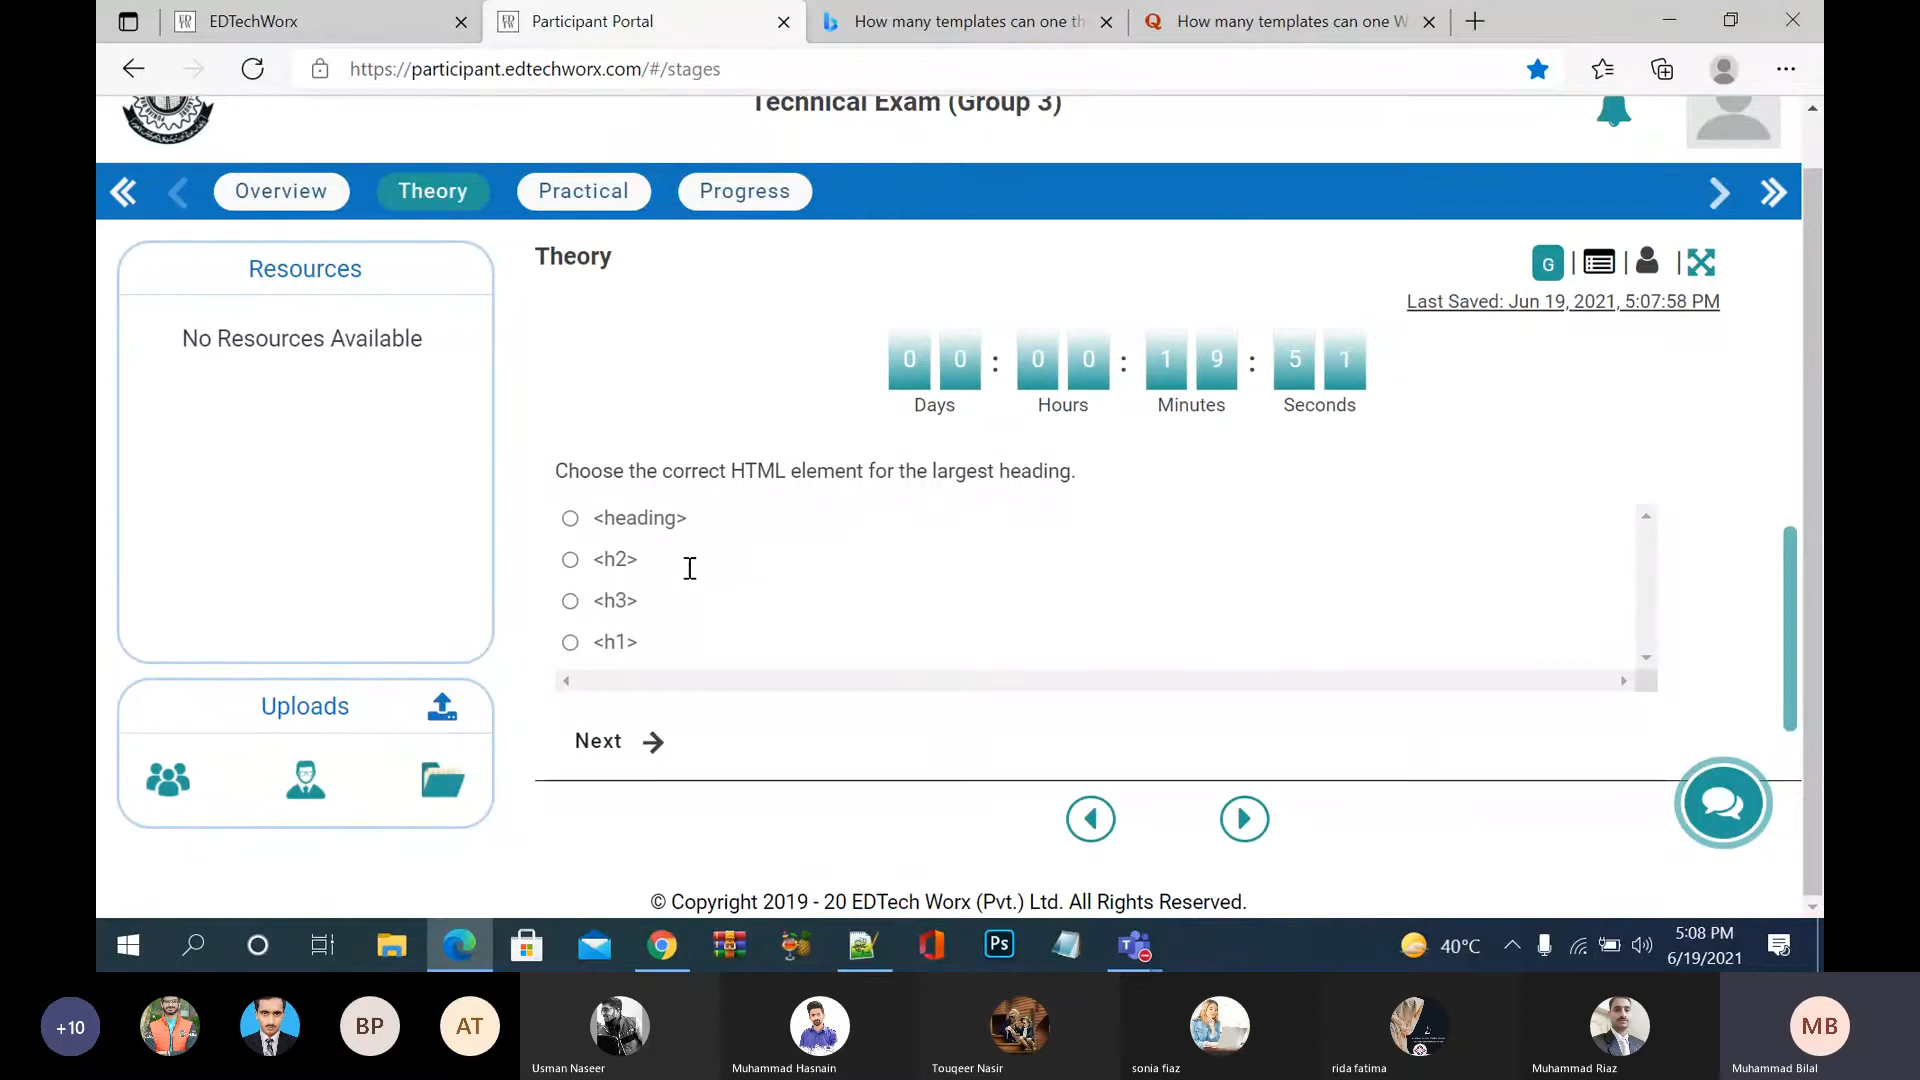 EDTechWorx
Participant Portal
How many templates can one th
How many templates can one W
https://participant.edtechworx.com/#/stages
Technical Exam (Group 3)
Overview
Theory
Practical
Progress
Resources
No Resources Available
Theory
G
Last Saved: Jun 19, 2021, 5:07:58 PM
0 0 : 0 0 : 1 9 : 5 1
Days Hours Minutes Seconds
Choose the correct HTML element for the largest heading.
<heading>
<h2>
<h3>
<h1>
Uploads
Next
© Copyright 2019 - 20 EDTech Worx (Pvt.) Ltd. All Rights Reserved.
Ps
40°C
5:08 PM
6/19/2021
+10
BP
AT
MB
Usman Naseer
Muhammad Hasnain
Touqeer Nasir
sonia fiaz
rida fatima
Muhammad Riaz
Muhammad Bilal